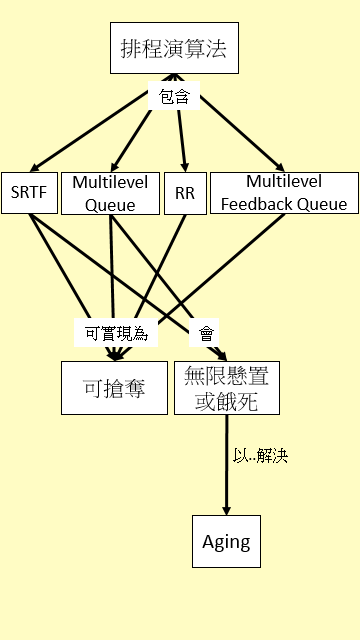 排程演算法
包含
SRTF
Multilevel
Queue
RR
Multilevel
Feedback Queue
可實現為
會
可搶奪
無限懸置
或餓死
以..解決
Aging